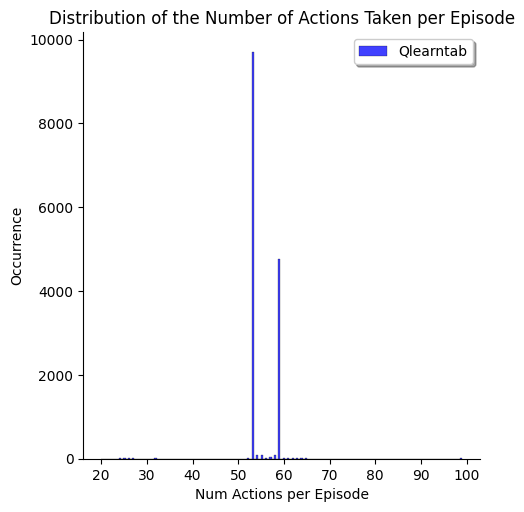 Distribution of the Number of Actions Taken per Episode
Qlearntab
10000
8000
6000
4000
2000
0
Occurrence
20 30 40 50 60 70 80 90 100
Num Actions per Episode